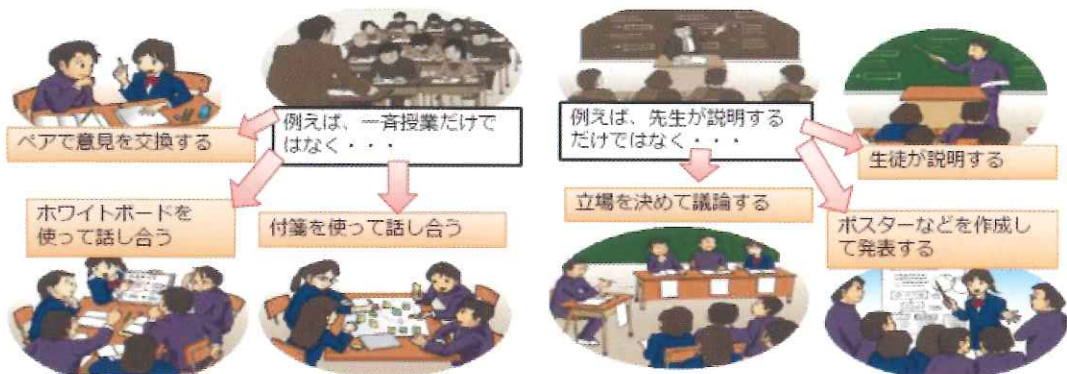 ペアで意見を交換する
例えば、一斉授業だけで
はなく・・・
ホワイトボードを
使って話し合う
付箋を使って話し合う
例えば、先生が説明する
だけではなく・・・
生徒が説明する
立場を決めて議論する
ポスターなどを作成し
て発表する